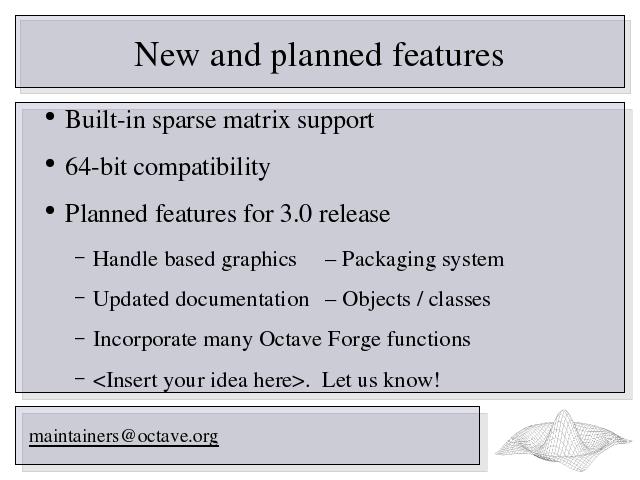 New and planned features
• Built-in sparse matrix support
• 64-bit compatibility
• Planned features for 3.0 release
– Handle based graphics – Packaging system
– Updated documentation – Objects / classes
– Incorporate many Octave Forge functions
– <Insert your idea here>. Let us know!
maintainers@octave.org